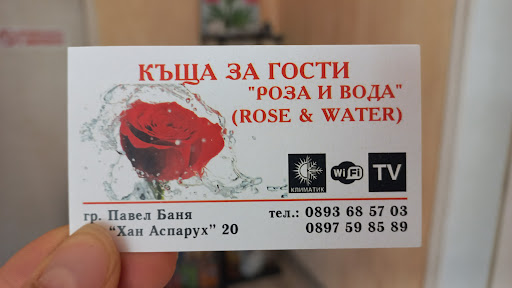 КЪЩА ЗА ГОСТИ
"РОЗА И ВОДА"
(ROSE & WATER)
КЛИМАТИК
WiFi
TV
гр. Павел Баня
"Хан Аспарух" 20
тел.: 0893 68 57 03
0897 59 85 89